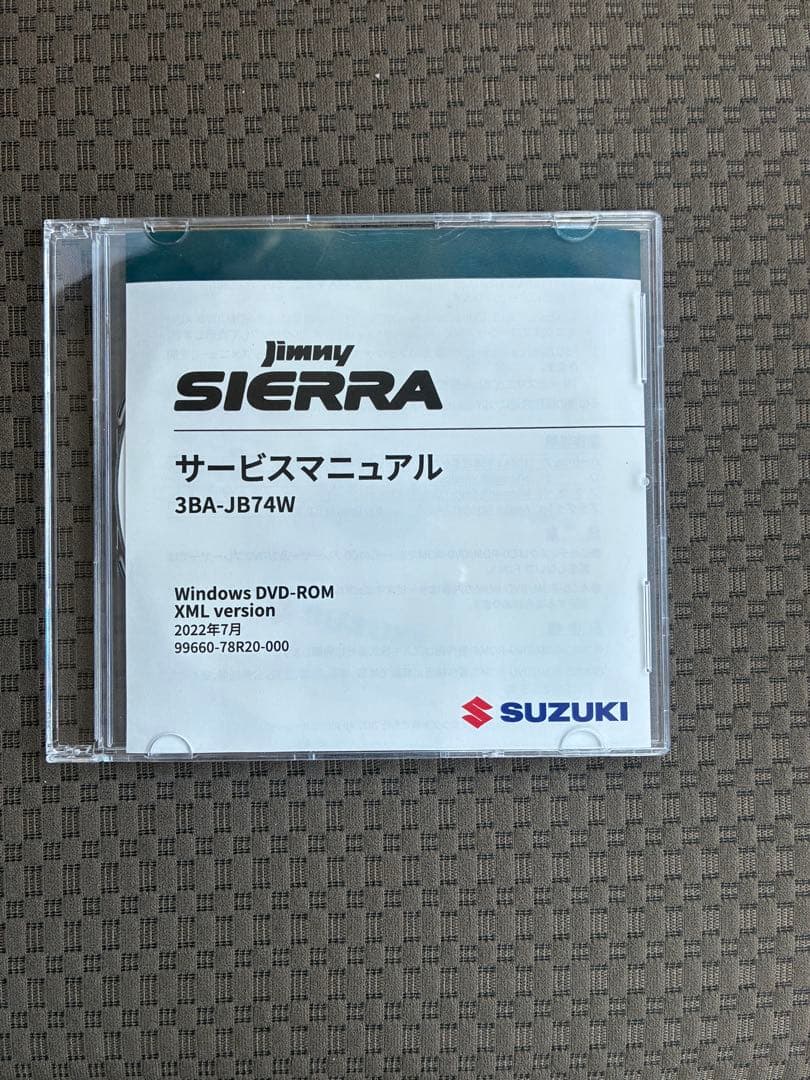 Jimny
SIERRA
サービスマニュアル
3BA-JB74W
Windows DVD-ROM
XML version
2022年7月
99660-78R20-000
SUZUKI